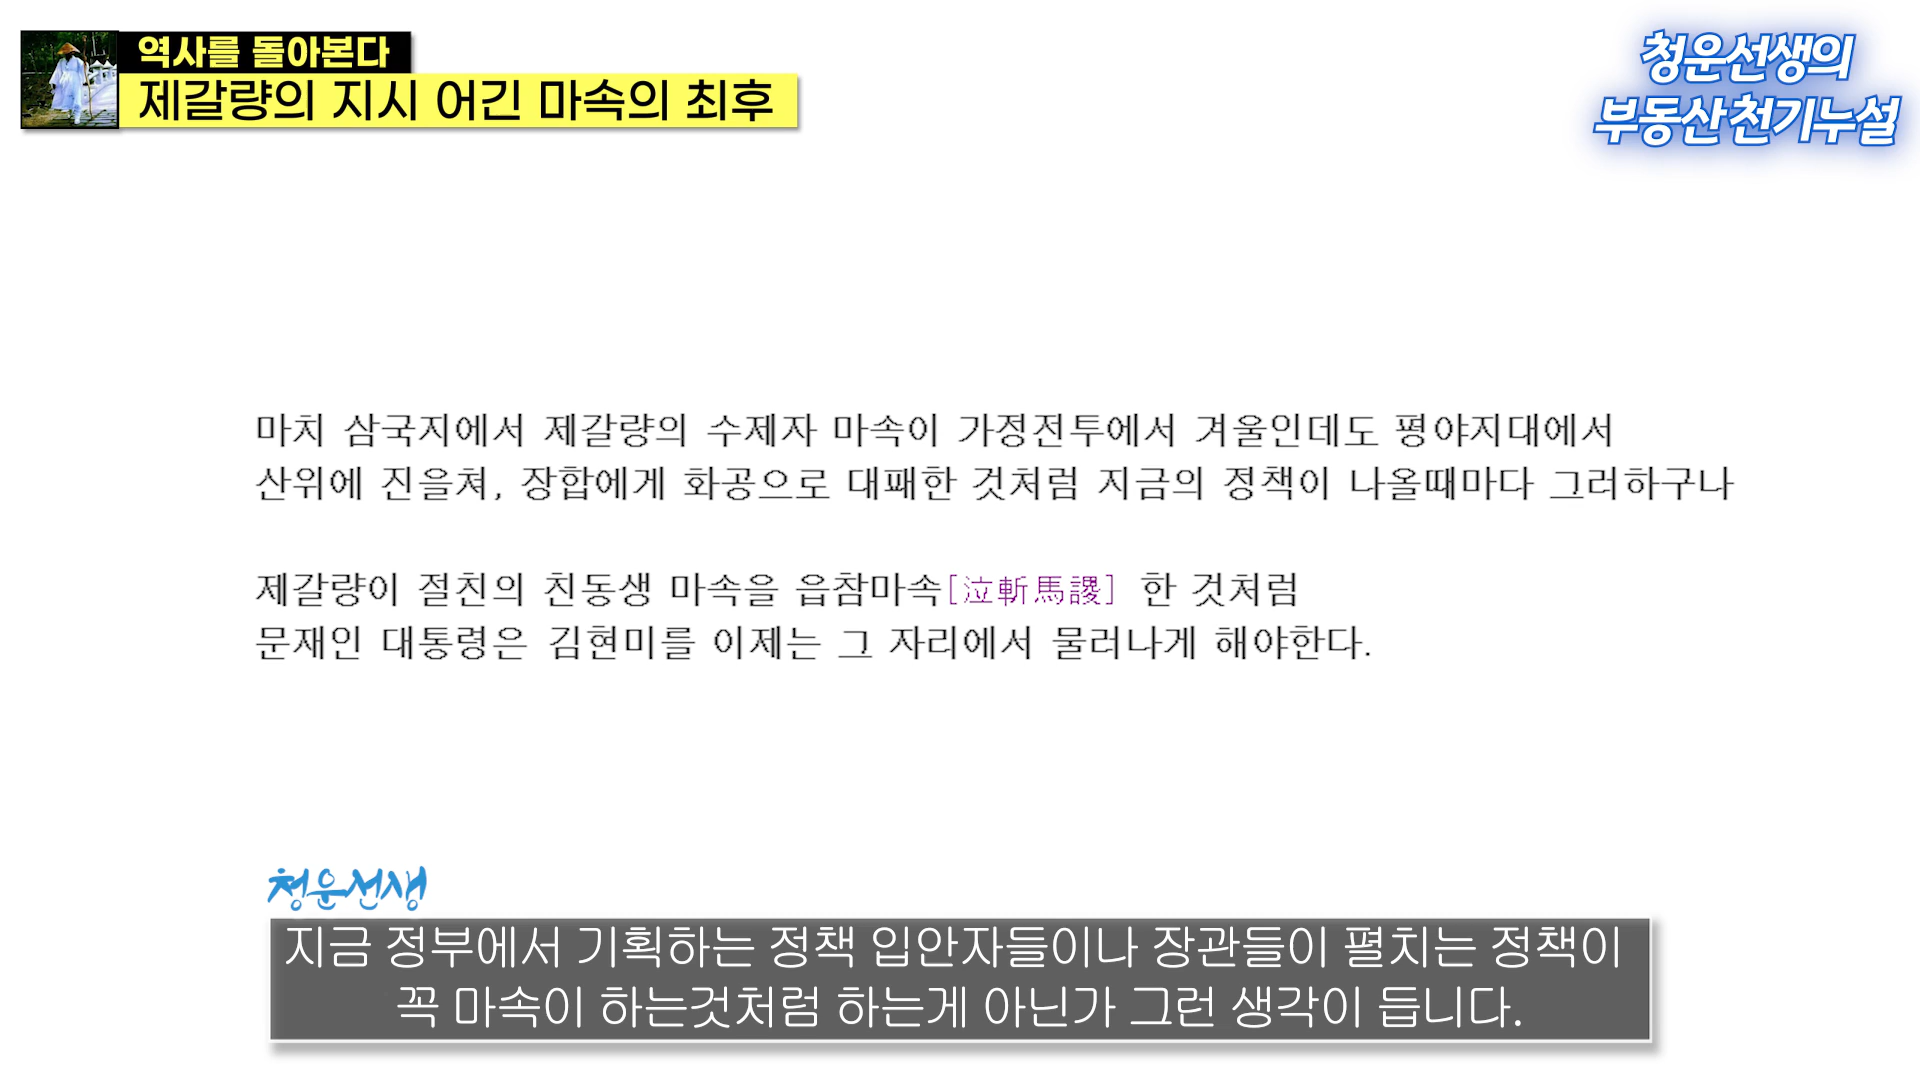 역사를 돌아본다
제갈량의 지시 어긴 마속의 최후
청운선생의
부동산천기누설
마치 삼국지에서 제갈량의 수제자 마속이 가정전투에서 겨울인데도 평야지대에서
산위에 진을쳐, 장합에게 화공으로 대패한 것처럼 지금의 정책이 나올때마다 그러하구나
제갈량이 절친의 친동생 마속을 읍참마속[泣斬馬謖] 한 것처럼
문재인 대통령은 김현미를 이제는 그 자리에서 물러나게 해야한다.
청운선생
지금 정부에서 기획하는 정책 입안자들이나 장관들이 펼치는 정책이
꼭 마속이 하는것처럼 하는게 아닌가 그런 생각이 듭니다.